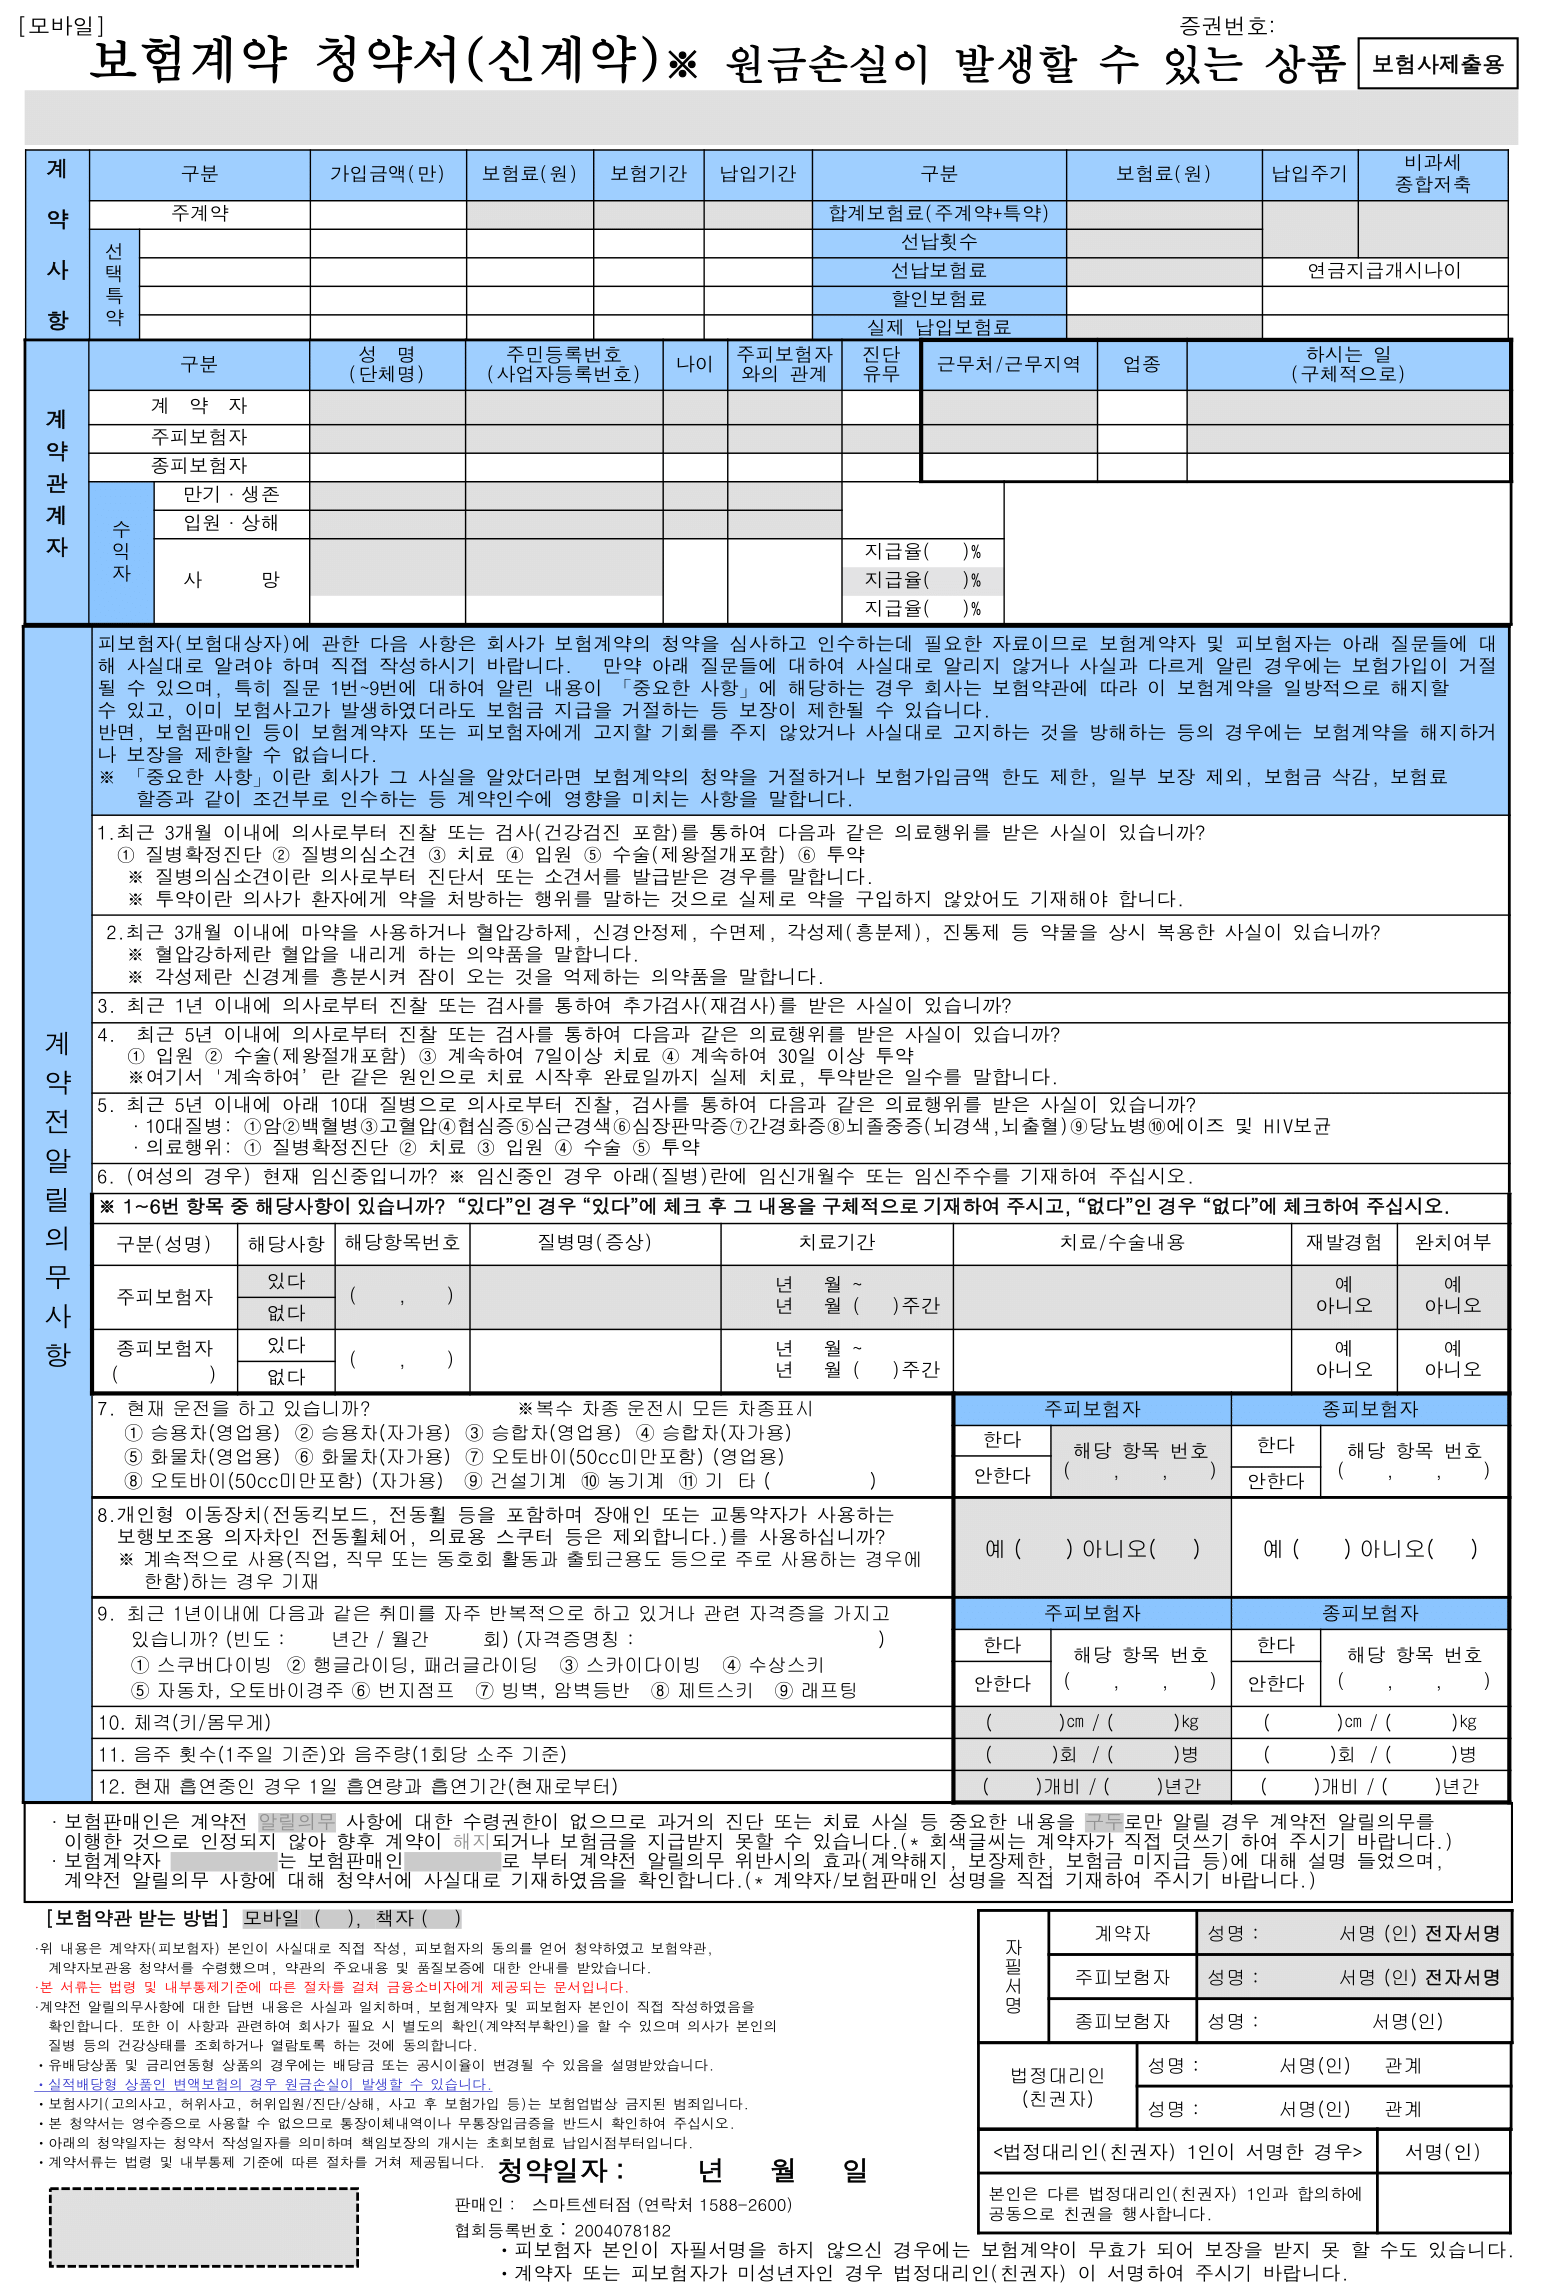 [모바일]
증권번호:
보험계약 청약서(신계약)※ 원금손실이 발생할 수 있는 상품
보험사제출용
계약사항
구분 가입금액(만) 보험료(원) 보험기간 납입기간 구분 보험료(원) 납입주기 비과세 종합저축
주계약 합계보험료(주계약+특약)
선택특약
선납횟수
선납보험료 연금지급개시나이
할인보험료
실제 납입보험료
계약관계자
구분 성 명 (단체명) 주민등록번호 (사업자등록번호) 나이 주피보험자와의 관계 진단유무 근무처/근무지역 업종 하시는 일 (구체적으로)
계 약 자
주피보험자
종피보험자
수익자
만기 · 생존
입원 · 상해
사 망
지급율( )%
지급율( )%
지급율( )%
계약전알릴의무사항
피보험자(보험대상자)에 관한 다음 사항은 회사가 보험계약의 청약을 심사하고 인수하는데 필요한 자료이므로 보험계약자 및 피보험자는 아래 질문들에 대
해 사실대로 알려야 하며 직접 작성하시기 바랍니다. 만약 아래 질문들에 대하여 사실대로 알리지 않거나 사실과 다르게 알린 경우에는 보험가입이 거절
될 수 있으며, 특히 질문 1번~9번에 대하여 알린 내용이 「중요한 사항」에 해당하는 경우 회사는 보험약관에 따라 이 보험계약을 일방적으로 해지할
수 있고, 이미 보험사고가 발생하였더라도 보험금 지급을 거절하는 등 보장이 제한될 수 있습니다.
반면, 보험판매인 등이 보험계약자 또는 피보험자에게 고지할 기회를 주지 않았거나 사실대로 고지하는 것을 방해하는 등의 경우에는 보험계약을 해지하거
나 보장을 제한할 수 없습니다.
※ 「중요한 사항」이란 회사가 그 사실을 알았더라면 보험계약의 청약을 거절하거나 보험가입금액 한도 제한, 일부 보장 제외, 보험금 삭감, 보험료
할증과 같이 조건부로 인수하는 등 계약인수에 영향을 미치는 사항을 말합니다.
1.최근 3개월 이내에 의사로부터 진찰 또는 검사(건강검진 포함)를 통하여 다음과 같은 의료행위를 받은 사실이 있습니까?
① 질병확정진단 ② 질병의심소견 ③ 치료 ④ 입원 ⑤ 수술(제왕절개포함) ⑥ 투약
※ 질병의심소견이란 의사로부터 진단서 또는 소견서를 발급받은 경우를 말합니다.
※ 투약이란 의사가 환자에게 약을 처방하는 행위를 말하는 것으로 실제로 약을 구입하지 않았어도 기재해야 합니다.
2.최근 3개월 이내에 마약을 사용하거나 혈압강하제, 신경안정제, 수면제, 각성제(흥분제), 진통제 등 약물을 상시 복용한 사실이 있습니까?
※ 혈압강하제란 혈압을 내리게 하는 의약품을 말합니다.
※ 각성제란 신경계를 흥분시켜 잠이 오는 것을 억제하는 의약품을 말합니다.
3. 최근 1년 이내에 의사로부터 진찰 또는 검사를 통하여 추가검사(재검사)를 받은 사실이 있습니까?
4. 최근 5년 이내에 의사로부터 진찰 또는 검사를 통하여 다음과 같은 의료행위를 받은 사실이 있습니까?
① 입원 ② 수술(제왕절개포함) ③ 계속하여 7일이상 치료 ④ 계속하여 30일 이상 투약
※여기서 '계속하여’란 같은 원인으로 치료 시작후 완료일까지 실제 치료, 투약받은 일수를 말합니다.
5. 최근 5년 이내에 아래 10대 질병으로 의사로부터 진찰, 검사를 통하여 다음과 같은 의료행위를 받은 사실이 있습니까?
· 10대질병: ①암②백혈병③고혈압④협심증⑤심근경색⑥심장판막증⑦간경화증⑧뇌졸중증(뇌경색,뇌출혈)⑨당뇨병⑩에이즈 및 HIV보균
· 의료행위: ① 질병확정진단 ② 치료 ③ 입원 ④ 수술 ⑤ 투약
6. (여성의 경우) 현재 임신중입니까? ※ 임신중인 경우 아래(질병)란에 임신개월수 또는 임신주수를 기재하여 주십시오.
※ 1~6번 항목 중 해당사항이 있습니까? “있다”인 경우 “있다”에 체크 후 그 내용을 구체적으로 기재하여 주시고, “없다”인 경우 “없다”에 체크하여 주십시오.
구분(성명) 해당사항 해당항목번호 질병명(증상) 치료기간 치료/수술내용 재발경험 완치여부
주피보험자 있다 없다 ( , ) 년 월 ~ 년 월 ( )주간 예 아니오 예 아니오
종피보험자 ( ) 있다 없다 ( , ) 년 월 ~ 년 월 ( )주간 예 아니오 예 아니오
7. 현재 운전을 하고 있습니까? ※복수 차종 운전시 모든 차종표시
① 승용차(영업용) ② 승용차(자가용) ③ 승합차(영업용) ④ 승합차(자가용)
⑤ 화물차(영업용) ⑥ 화물차(자가용) ⑦ 오토바이(50cc미만포함) (영업용)
⑧ 오토바이(50cc미만포함) (자가용) ⑨ 건설기계 ⑩ 농기계 ⑪ 기 타 ( )
주피보험자 종피보험자
한다 안한다 해당 항목 번호 ( , , ) 한다 안한다 해당 항목 번호 ( , , )
8.개인형 이동장치(전동킥보드, 전동휠 등을 포함하며 장애인 또는 교통약자가 사용하는
보행보조용 의자차인 전동휠체어, 의료용 스쿠터 등은 제외합니다.)를 사용하십니까?
※ 계속적으로 사용(직업, 직무 또는 동호회 활동과 출퇴근용도 등으로 주로 사용하는 경우에
한함)하는 경우 기재
예 ( ) 아니오( ) 예 ( ) 아니오( )
9. 최근 1년이내에 다음과 같은 취미를 자주 반복적으로 하고 있거나 관련 자격증을 가지고
있습니까? (빈도 : 년간 / 월간 회) (자격증명칭 : )
① 스쿠버다이빙 ② 행글라이딩, 패러글라이딩 ③ 스카이다이빙 ④ 수상스키
⑤ 자동차, 오토바이경주 ⑥ 번지점프 ⑦ 빙벽, 암벽등반 ⑧ 제트스키 ⑨ 래프팅
주피보험자 종피보험자
한다 안한다 해당 항목 번호 ( , , ) 한다 안한다 해당 항목 번호 ( , , )
10. 체격(키/몸무게) ( )㎝ / ( )㎏ ( )㎝ / ( )㎏
11. 음주 횟수(1주일 기준)와 음주량(1회당 소주 기준) ( )회 / ( )병 ( )회 / ( )병
12. 현재 흡연중인 경우 1일 흡연량과 흡연기간(현재로부터) ( )개비 / ( )년간 ( )개비 / ( )년간
· 보험판매인은 계약전 알릴의무 사항에 대한 수령권한이 없으므로 과거의 진단 또는 치료 사실 등 중요한 내용을 구두로만 알릴 경우 계약전 알릴의무를
이행한 것으로 인정되지 않아 향후 계약이 해지되거나 보험금을 지급받지 못할 수 있습니다.(* 회색글씨는 계약자가 직접 덧쓰기 하여 주시기 바랍니다.)
· 보험계약자 는 보험판매인 로 부터 계약전 알릴의무 위반시의 효과(계약해지, 보장제한, 보험금 미지급 등)에 대해 설명 들었으며,
계약전 알릴의무 사항에 대해 청약서에 사실대로 기재하였음을 확인합니다.(* 계약자/보험판매인 성명을 직접 기재하여 주시기 바랍니다.)
[보험약관 받는 방법] 모바일 ( ), 책자 ( )
·위 내용은 계약자(피보험자) 본인이 사실대로 직접 작성, 피보험자의 동의를 얻어 청약하였고 보험약관,
계약자보관용 청약서를 수령했으며, 약관의 주요내용 및 품질보증에 대한 안내를 받았습니다.
·본 서류는 법령 및 내부통제기준에 따른 절차를 걸쳐 금융소비자에게 제공되는 문서입니다.
·계약전 알릴의무사항에 대한 답변 내용은 사실과 일치하며, 보험계약자 및 피보험자 본인이 직접 작성하였음을
확인합니다. 또한 이 사항과 관련하여 회사가 필요 시 별도의 확인(계약적부확인)을 할 수 있으며 의사가 본인의
질병 등의 건강상태를 조회하거나 열람토록 하는 것에 동의합니다.
• 유배당상품 및 금리연동형 상품의 경우에는 배당금 또는 공시이율이 변경될 수 있음을 설명받았습니다.
• 실적배당형 상품인 변액보험의 경우 원금손실이 발생할 수 있습니다.
• 보험사기(고의사고, 허위사고, 허위입원/진단/상해, 사고 후 보험가입 등)는 보험업법상 금지된 범죄입니다.
• 본 청약서는 영수증으로 사용할 수 없으므로 통장이체내역이나 무통장입금증을 반드시 확인하여 주십시오.
• 아래의 청약일자는 청약서 작성일자를 의미하며 책임보장의 개시는 초회보험료 납입시점부터입니다.
• 계약서류는 법령 및 내부통제 기준에 따른 절차를 거쳐 제공됩니다.
자필서명
계약자 성명 : 서명 (인) 전자서명
주피보험자 성명 : 서명 (인) 전자서명
종피보험자 성명 : 서명(인)
법정대리인 (친권자)
성명 : 서명(인) 관계
성명 : 서명(인) 관계
<법정대리인(친권자) 1인이 서명한 경우> 서명(인)
본인은 다른 법정대리인(친권자) 1인과 합의하에
공동으로 친권을 행사합니다.
청약일자 : 년 월 일
판매인 : 스마트센터점 (연락처 1588-2600)
협회등록번호 : 2004078182
• 피보험자 본인이 자필서명을 하지 않으신 경우에는 보험계약이 무효가 되어 보장을 받지 못 할 수도 있습니다.
• 계약자 또는 피보험자가 미성년자인 경우 법정대리인(친권자) 이 서명하여 주시기 바랍니다.